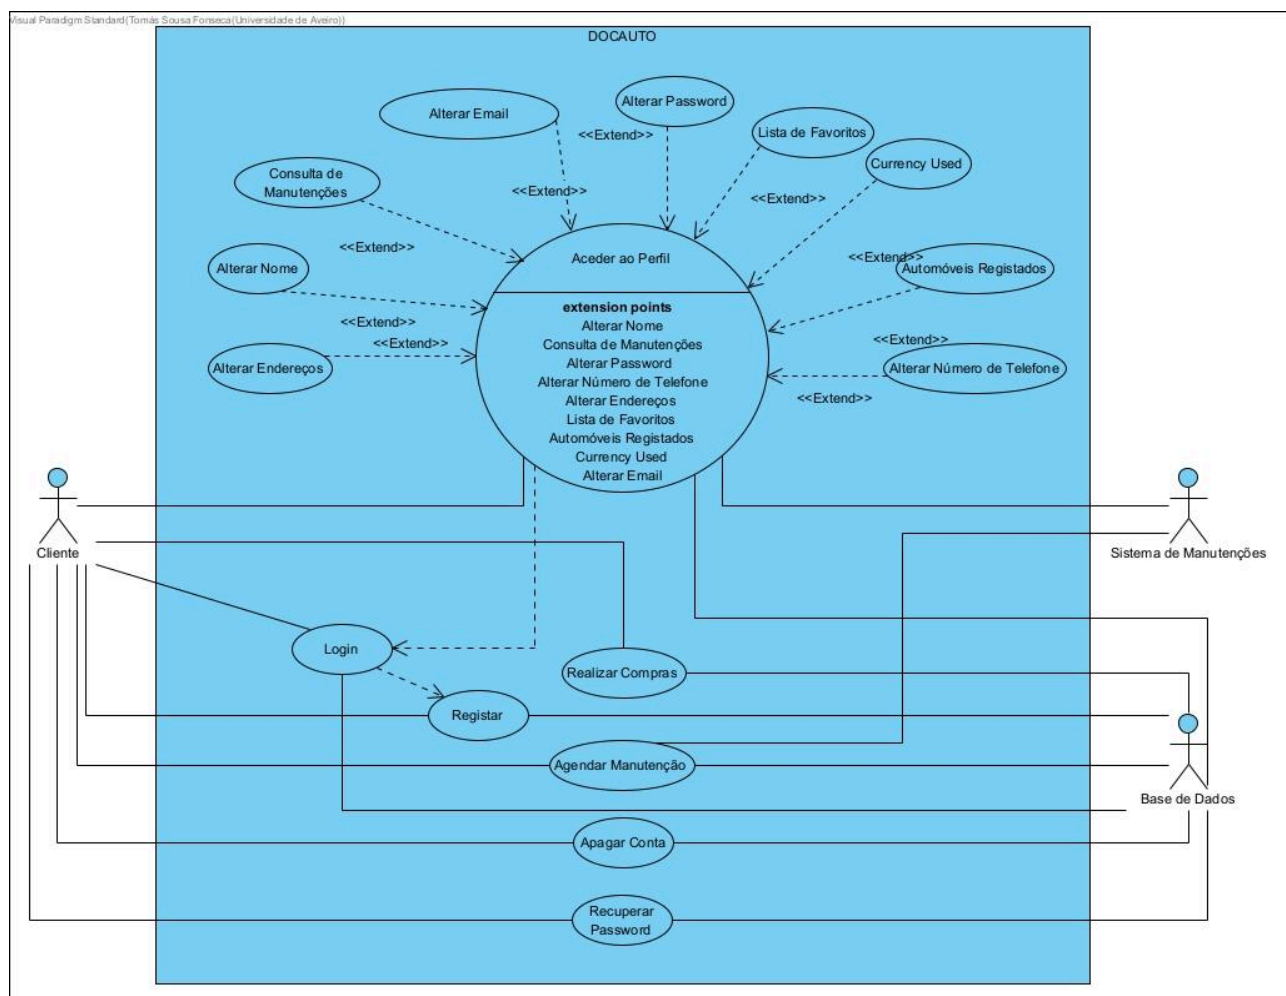 Visual Paradigm Standard(Tomás Sousa Fonseca(Universidade de Aveiro))
DOCAUTO
Alterar Email
Alterar Password
<<Extend>>
Lista de Favoritos
Currency Used
Consulta de
Manutenções
<<Extend>>
<<Extend>>
<<Extend>>
Alterar Nome
Aceder ao Perfil
<<Extend>>
Automóveis Registados
extension points
Alterar Nome
Consulta de Manutenções
Alterar Password
Alterar Número de Telefone
Alterar Endereços
Lista de Favoritos
Automóveis Registados
Currency Used
Alterar Email
<<Extend>>
<<Extend>>
Alterar Endereços
<<Extend>>
Alterar Número de Telefone
<<Extend>>
Cliente
Sistema de Manutenções
Login
Realizar Compras
Registar
Agendar Manutenção
Base de Dados
Apagar Conta
Recuperar
Password